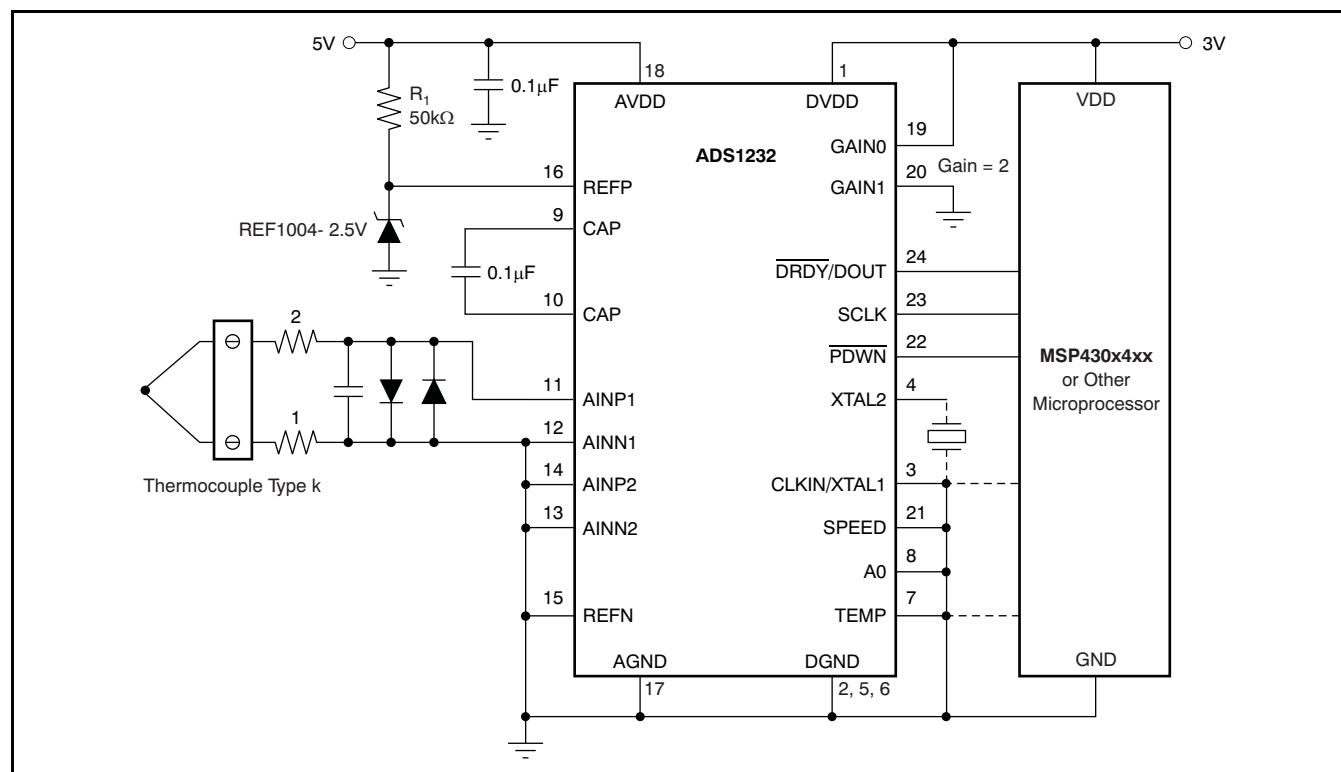 5V
3V
0.1μF
R1
50kΩ
18
AVDD
1
DVDD
VDD
19
GAIN0
ADS1232
Gain = 2
16
REFP
20
GAIN1
9
CAP
REF1004- 2.5V
0.1μF
24
DRDY/DOUT
10
CAP
23
SCLK
2
22
PDWN
MSP430x4xx
or Other
Microprocessor
11
AINP1
4
XTAL2
1
12
AINN1
14
AINP2
3
CLKIN/XTAL1
Thermocouple Type k
13
AINN2
21
SPEED
8
A0
15
REFN
7
TEMP
AGND
DGND
GND
17
2, 5, 6